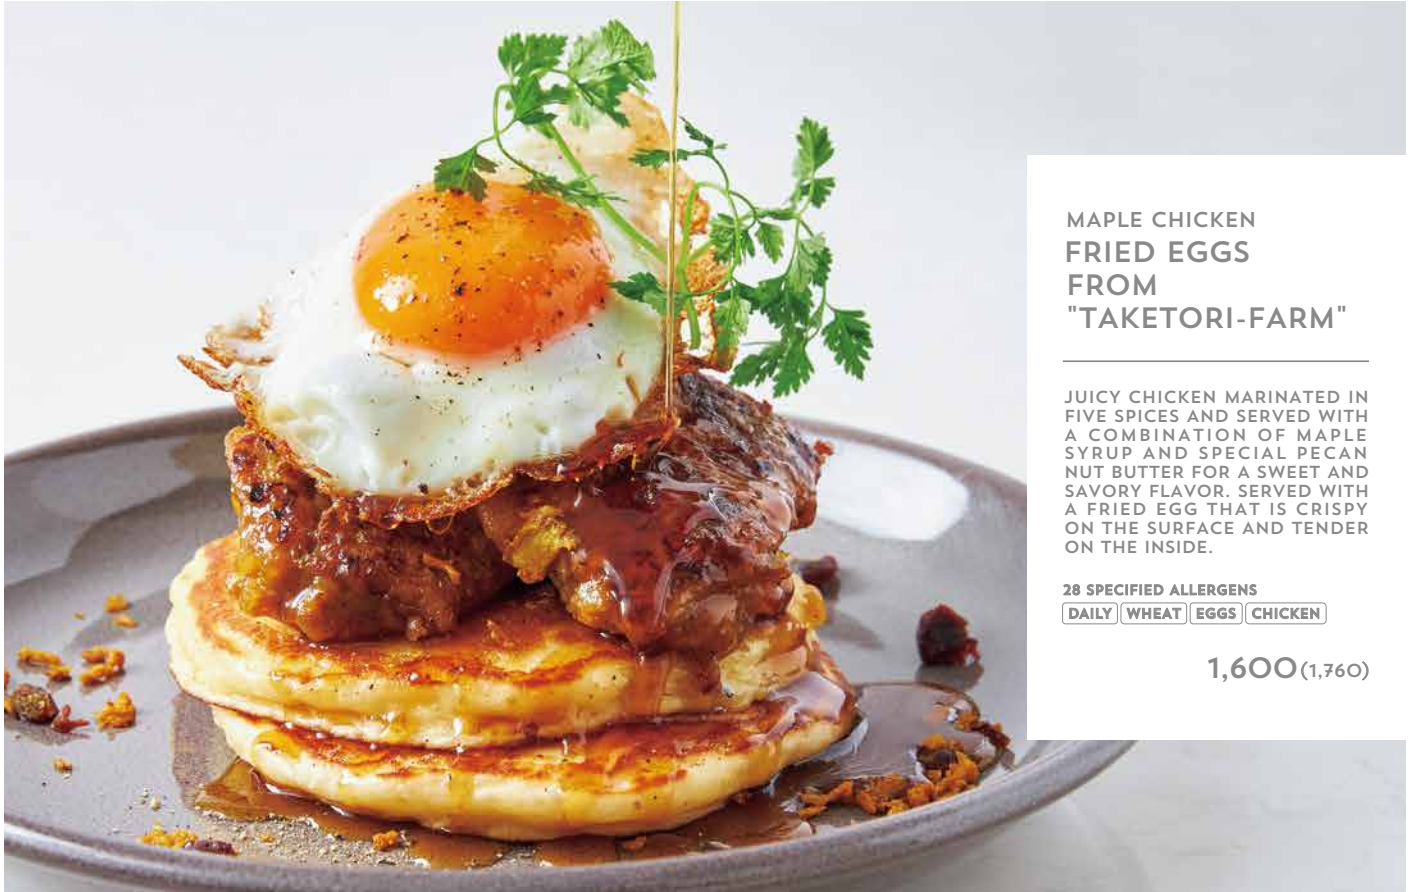 MAPLE CHICKEN
FRIED EGGS
FROM
"TAKETORI-FARM"
JUICY CHICKEN MARINATED IN
FIVE SPICES AND SERVED WITH
A COMBINATION OF MAPLE
SYRUP AND SPECIAL PECAN
NUT BUTTER FOR A SWEET AND
SAVORY FLAVOR. SERVED WITH
A FRIED EGG THAT IS CRISPY
ON THE SURFACE AND TENDER
ON THE INSIDE.
28 SPECIFIED ALLERGENS
DAILY WHEAT EGGS CHICKEN
1,600 (1,760)